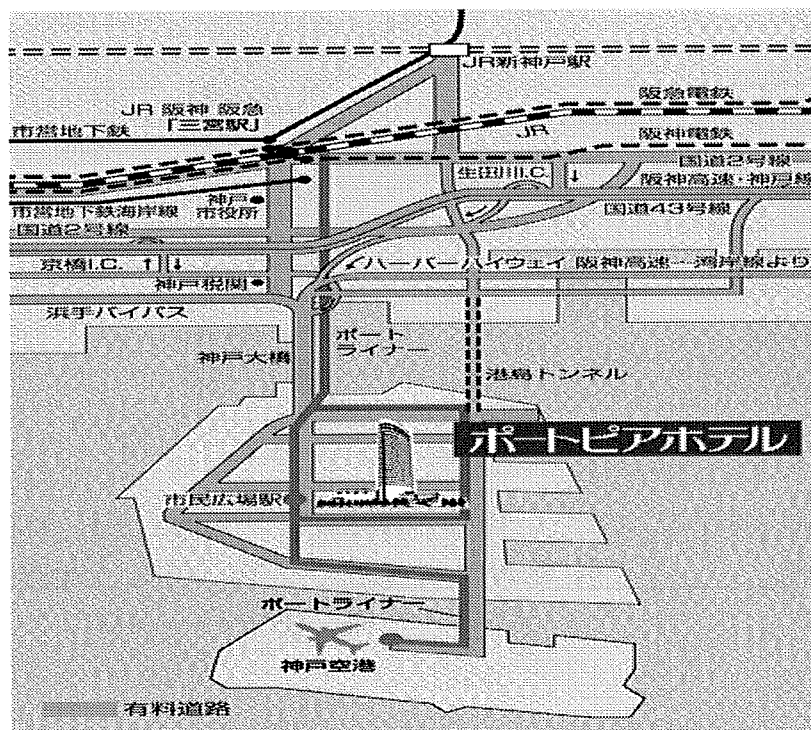 JR新神戸駅
JR 阪神 阪急
「三宮駅」
阪急電鉄
市営地下鉄
JR
阪神電鉄
国道2号線
生田川I.C. ↓
阪神高速・神戸線
神戸
市役所
市営地下鉄海岸線
国道2号線
国道43号線
京橋I.C. ↑↓
ハーバーハイウェイ
阪神高速・湾岸線より
神戸税関
浜手バイパス
ポート
ライナー
神戸大橋
港島トンネル
ポートピアホテル
市民広場駅
ポートライナー
神戸空港
有料道路